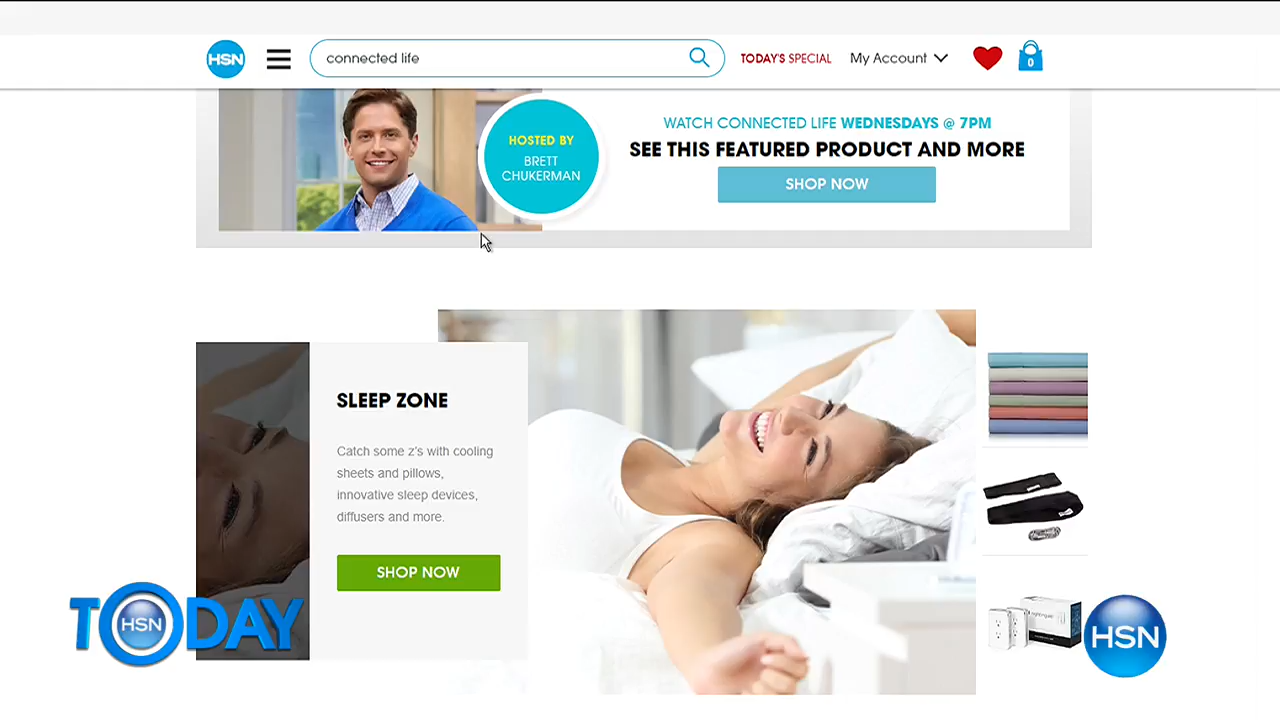 HSN
connected life
TODAY'S SPECIAL
My Account
0
HOSTED BY
BRETT
CHUKERMAN
WATCH CONNECTED LIFE WEDNESDAYS @ 7PM
SEE THIS FEATURED PRODUCT AND MORE
SHOP NOW
SLEEP ZONE
Catch some z's with cooling
sheets and pillows,
innovative sleep devices,
diffusers and more.
SHOP NOW
TODAY
HSN
HSN